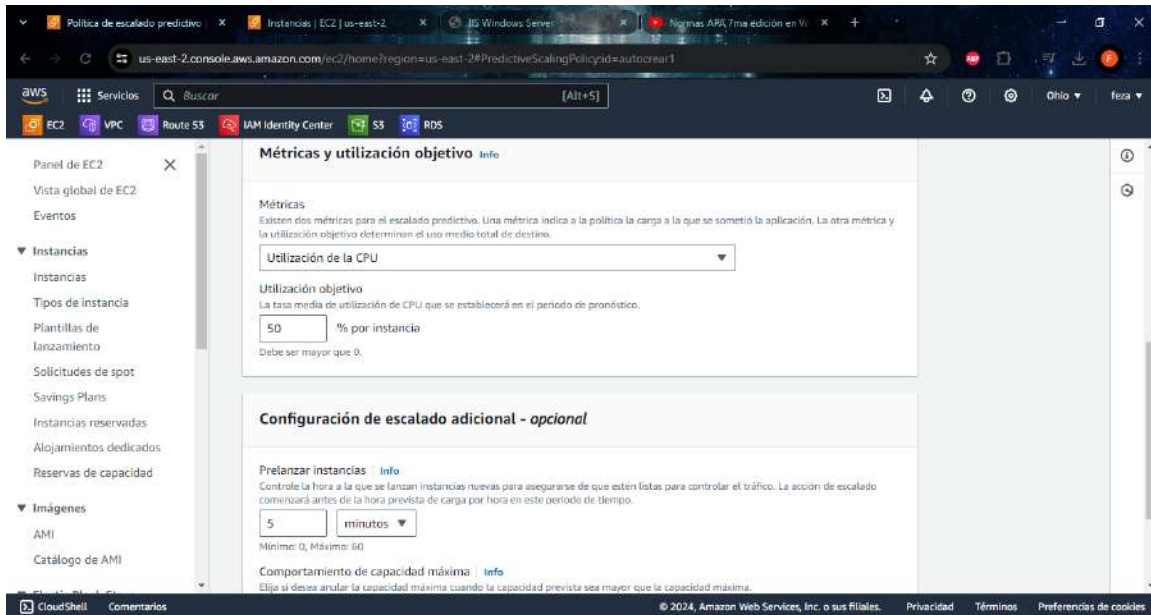 Política de escalado predictivo
Instancias | EC2 | us-east-2
IIS Windows Server
Normas APA 7ma edición en W
us-east-2.console.aws.amazon.com/ec2/home?region=us-east-2#PredictiveScalingPolicy:id=autocrear1
aws
Servicios
Buscar
[Alt+S]
Ohio
feza
EC2
VPC
Route 53
IAM Identity Center
S3
RDS
Panel de EC2
Vista global de EC2
Eventos
Instancias
Instancias
Tipos de instancia
Plantillas de
lanzamiento
Solicitudes de spot
Savings Plans
Instancias reservadas
Alojamientos dedicados
Reservas de capacidad
Imágenes
AMI
Catálogo de AMI
Métricas y utilización objetivo Info
Métricas
Existen dos métricas para el escalado predictivo. Una métrica indica a la política la carga a la que se sometió la aplicación. La otra métrica y
la utilización objetivo determinan el uso medio total de destino.
Utilización de la CPU
Utilización objetivo
La tasa media de utilización de CPU que se establecerá en el periodo de pronóstico.
50 % por instancia
Debe ser mayor que 0.
Configuración de escalado adicional - opcional
Prelanzar instancias Info
Controle la hora a la que se lanzan instancias nuevas para asegurarse de que estén listas para controlar el tráfico. La acción de escalado
comenzará antes de la hora prevista de carga por hora en este periodo de tiempo.
5 minutos
Mínimo: 0, Máximo: 60
Comportamiento de capacidad máxima Info
Elija si desea anular la capacidad máxima cuando la capacidad prevista sea mayor que la capacidad máxima.
CloudShell
Comentarios
© 2024, Amazon Web Services, Inc. o sus filiales.
Privacidad
Términos
Preferencias de cookies